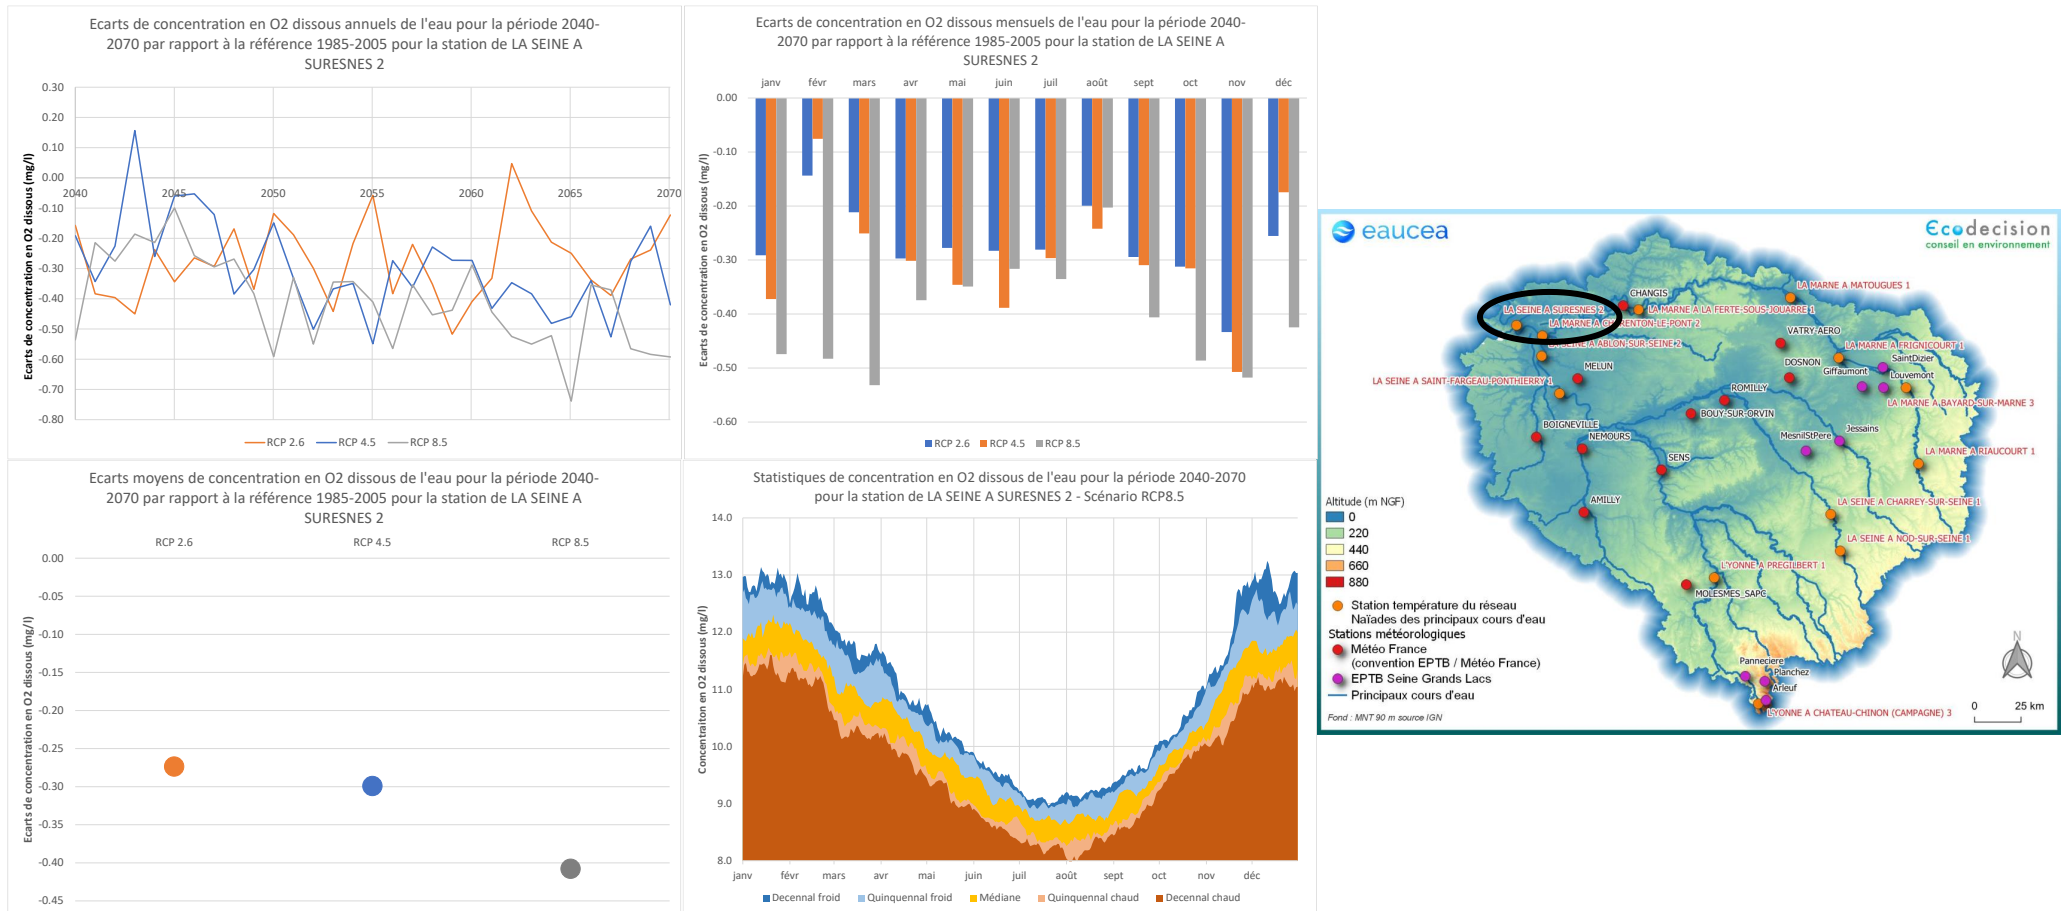 Ecarts de concentration en O2 dissous annuels de l'eau pour la période 2040-
2070 par rapport à la référence 1985-2005 pour la station de LA SEINE A
SURESNES 2
Ecarts de concentration en O2 dissous (mg/l)
0.30
0.20
0.10
0.00
-0.10
-0.20
-0.30
-0.40
-0.50
-0.60
-0.70
-0.80
2040
2045
2050
2055
2060
2065
2070
RCP 2.6
RCP 4.5
RCP 8.5
Ecarts de concentration en O2 dissous mensuels de l'eau pour la période 2040-
2070 par rapport à la référence 1985-2005 pour la station de LA SEINE A
SURESNES 2
janv
févr
mars
avr
mai
juin
juil
août
sept
oct
nov
déc
Ecarts de concentration en O2 dissous (mg/l)
0.00
-0.10
-0.20
-0.30
-0.40
-0.50
-0.60
RCP 2.6
RCP 4.5
RCP 8.5
Ecarts moyens de concentration en O2 dissous de l'eau pour la période 2040-
2070 par rapport à la référence 1985-2005 pour la station de LA SEINE A
SURESNES 2
RCP 2.6
RCP 4.5
RCP 8.5
Ecarts de concentration en O2 dissous (mg/l)
0.00
-0.05
-0.10
-0.15
-0.20
-0.25
-0.30
-0.35
-0.40
-0.45
Statistiques de concentration en O2 dissous de l'eau pour la période 2040-2070
pour la station de LA SEINE A SURESNES 2 - Scénario RCP8.5
Concentraiton en O2 dissous (mg/l)
14.0
13.0
12.0
11.0
10.0
9.0
8.0
janv
févr
mars
avr
mai
juin
juil
août
sept
oct
nov
déc
Decennal froid
Quinquennal froid
Médiane
Quinquennal chaud
Decennal chaud
eaucea
Ecodecision
conseil en environnement
CHANGIS
LA MARNE A MATOUGUES 1
LA SEINE A SURESNES 2
LA MARNE A LA FERTE-SOUS-JOUARRE 1
LA MARNE A CHARENTON-LE-PONT 2
VATRY-AERO
LA SEINE A ABLON-SUR-SEINE 2
LA MARNE A FRIGNICOURT 1
SaintDizier
MELUN
DOSNON
Giffaumont
Louvemont
LA SEINE A SAINT-FARGEAU-PONTHIERRY 1
ROMILLY
LA MARNE A BAYARD-SUR-MARNE 3
BOUY-SUR-ORVIN
BOIGNEVILLE
NEMOURS
MesnilStPere
Jessains
SENS
LA MARNE A RIAUCOURT 1
AMILLY
LA SEINE A CHARREY-SUR-SEINE 1
LA SEINE A NOD-SUR-SEINE 1
L'YONNE A PREGILBERT 1
MOLESMES_SAPC
Panneciere
Planchez
Arleuf
L'YONNE A CHATEAU-CHINON (CAMPAGNE) 3
Altitude (m NGF)
0
220
440
660
880
Station température du réseau
Naïades des principaux cours d'eau
Stations météorologiques
Météo France
(convention EPTB / Météo France)
EPTB Seine Grands Lacs
Principaux cours d'eau
Fond : MNT 90 m source IGN
N
0 25 km